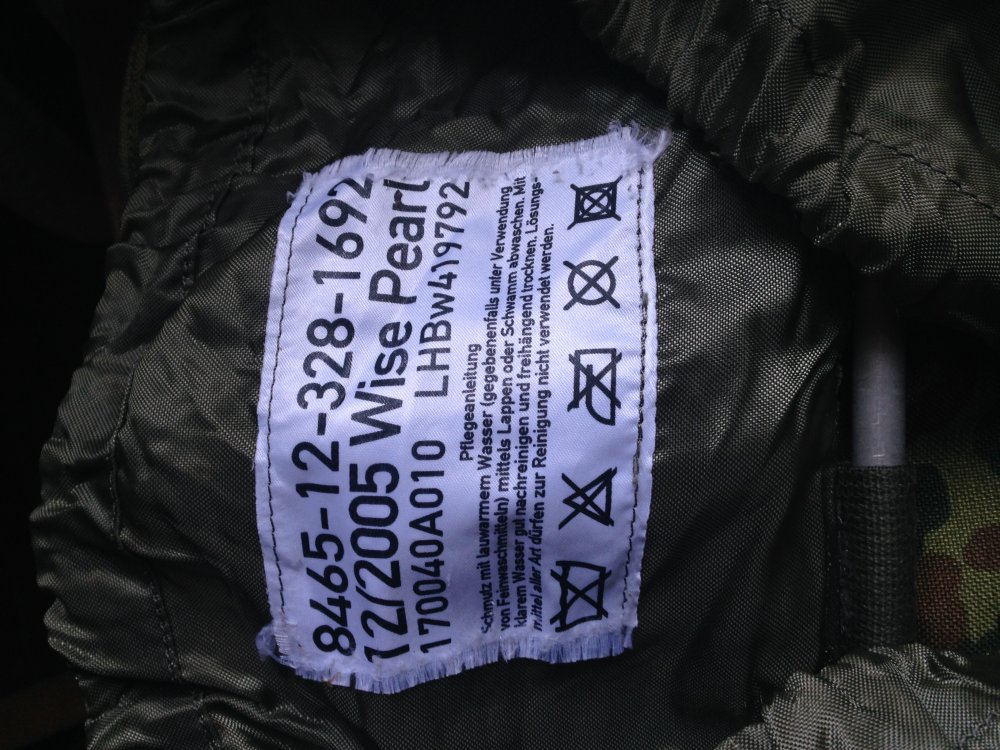 8465-12-328-1692
12/2005 Wise Pearl
170040A010 LHBW419792
Pflegeanleitung
Schmutz mit lauwarmem Wasser (gegebenenfalls unter Verwendung
von Feinwaschmitteln) mittels Lappen oder Schwamm abwaschen. Mit
klarem Wasser gut nachreinigen und freihängend trocknen. Lösungs-
mittel aller Art dürfen zur Reinigung nicht verwendet werden.